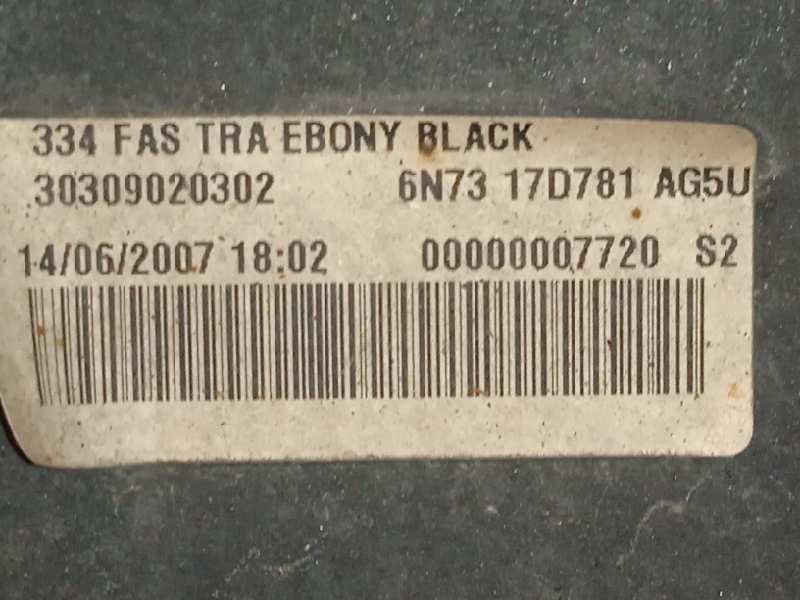 334 FAS TRA EBONY BLACK
30309020302 6N73 17D781 AG5U
14/06/2007 18:02 00000007720 S2